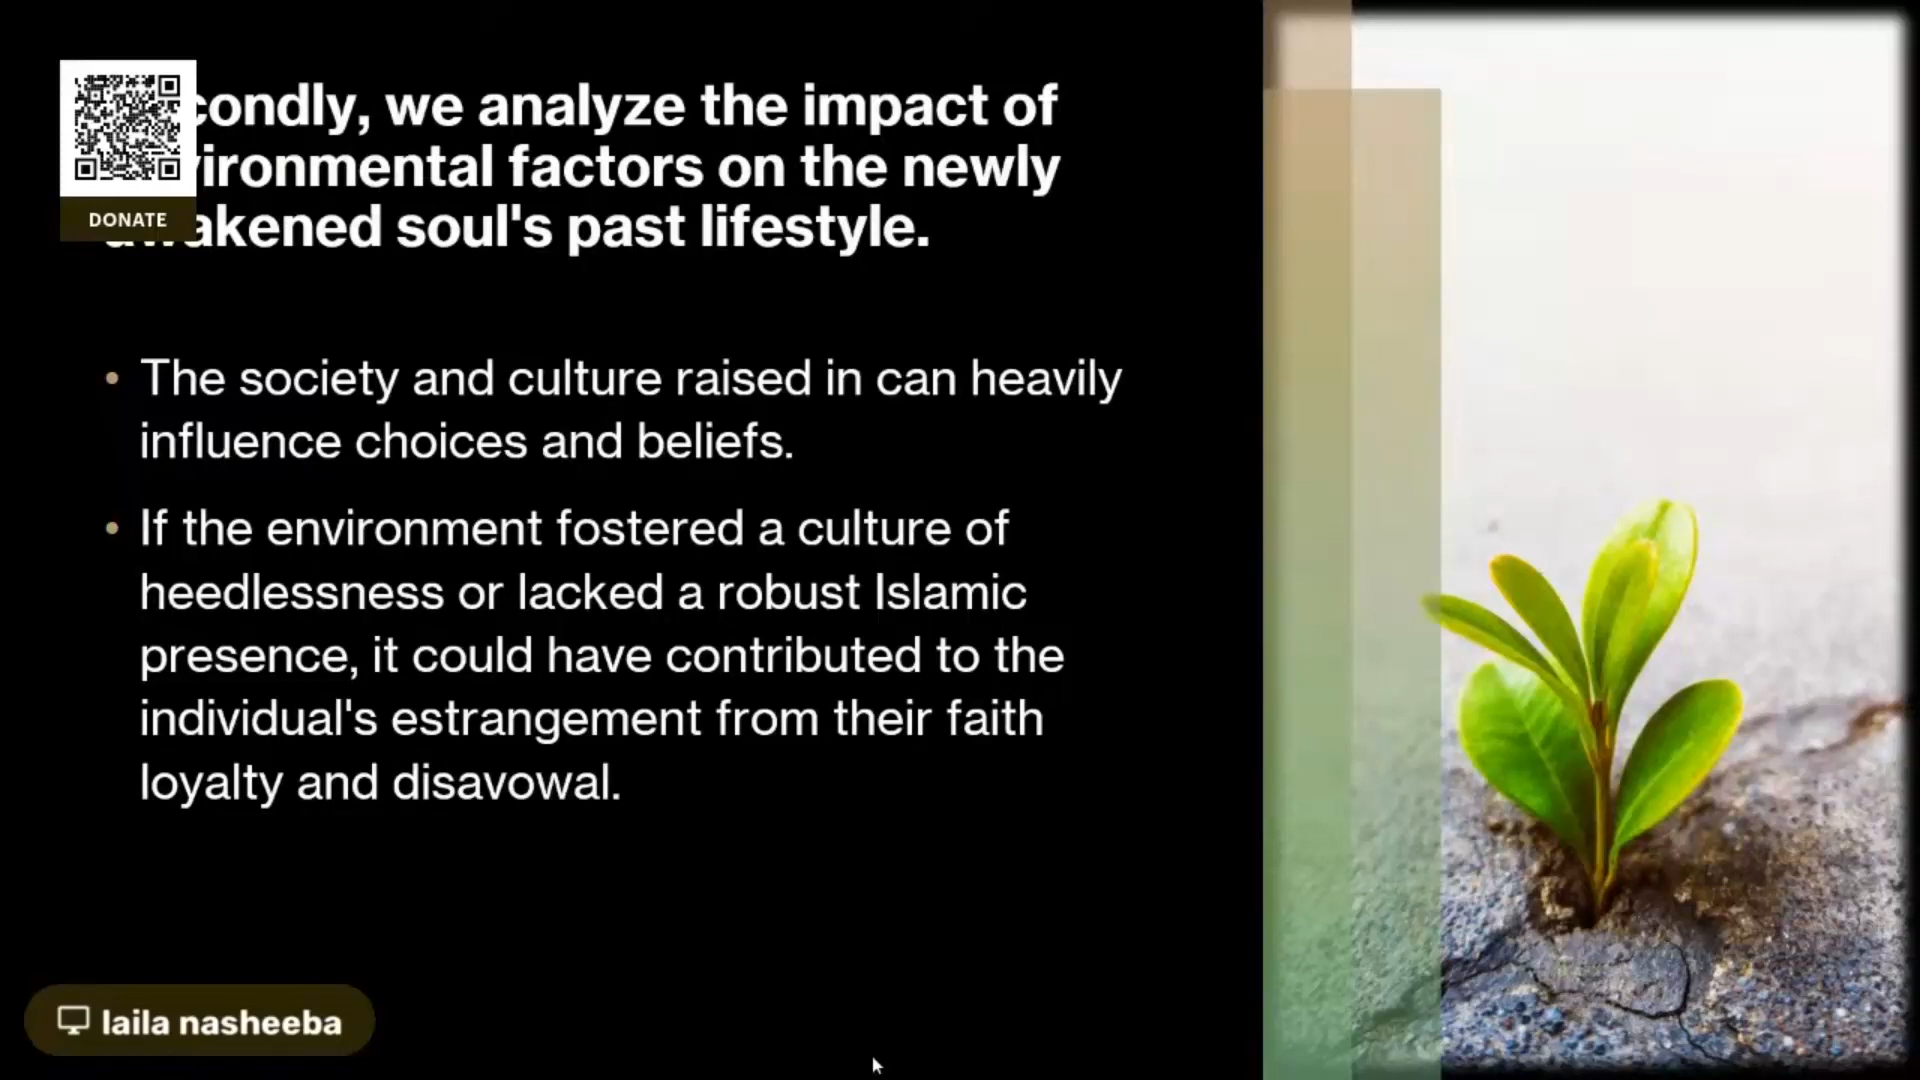 condly, we analyze the impact of
vironmental factors on the newly
DONATE
awakened soul's past lifestyle.
• The society and culture raised in can heavily
influence choices and beliefs.
• If the environment fostered a culture of
heedlessness or lacked a robust Islamic
presence, it could have contributed to the
individual's estrangement from their faith
loyalty and disavowal.
laila nasheeba